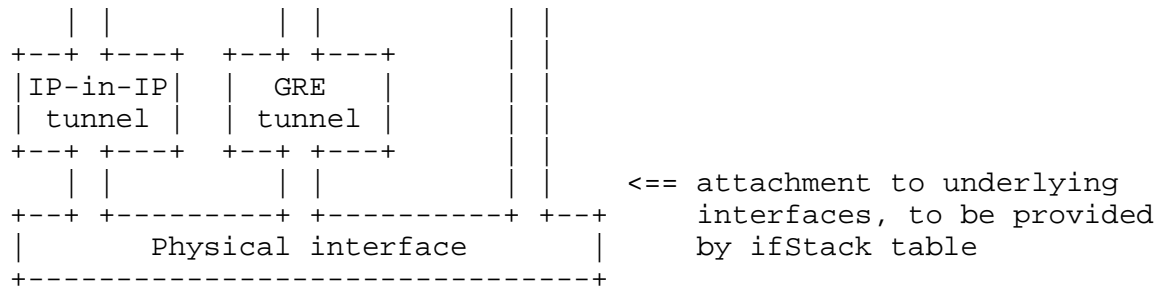 IP-in-IP GRE
tunnel tunnel
<== attachment to underlying
interfaces, to be provided
Physical interface by ifStack table